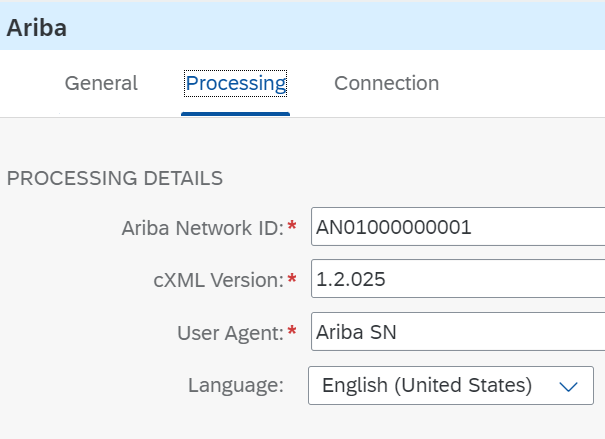 Ariba
General Processing Connection
PROCESSING DETAILS
Ariba Network ID:* AN01000000001
cXML Version:* 1.2.025
User Agent:* Ariba SN
Language: English (United States)